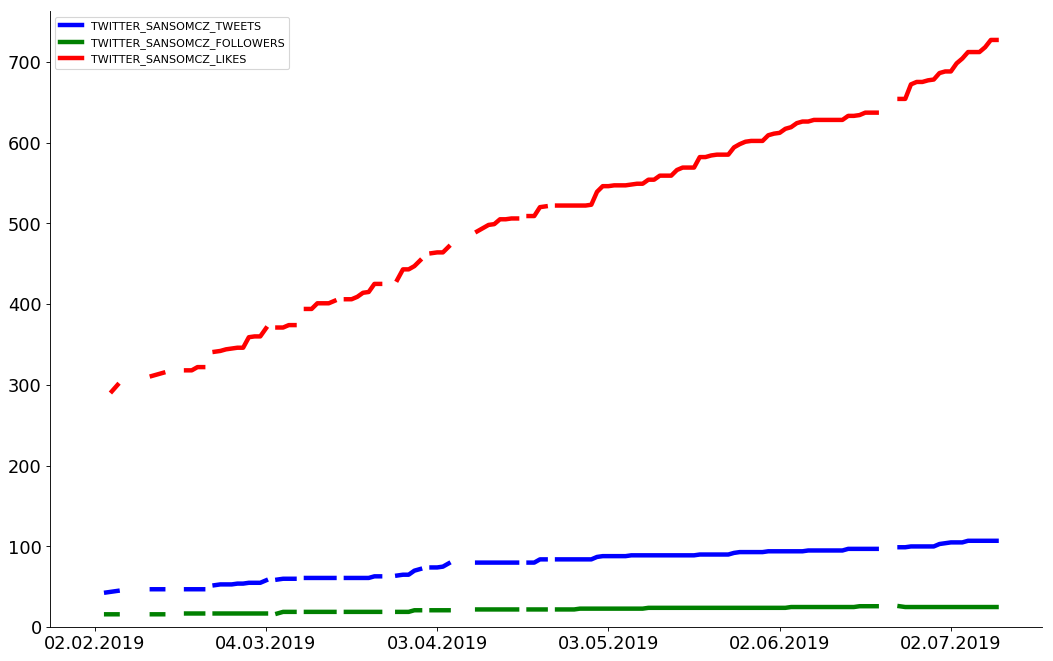 TWITTER_SANSOMCZ_TWEETS
TWITTER_SANSOMCZ_FOLLOWERS
TWITTER_SANSOMCZ_LIKES
700
600
500
400
300
200
100
0
02.02.2019 04.03.2019 03.04.2019 03.05.2019 02.06.2019 02.07.2019